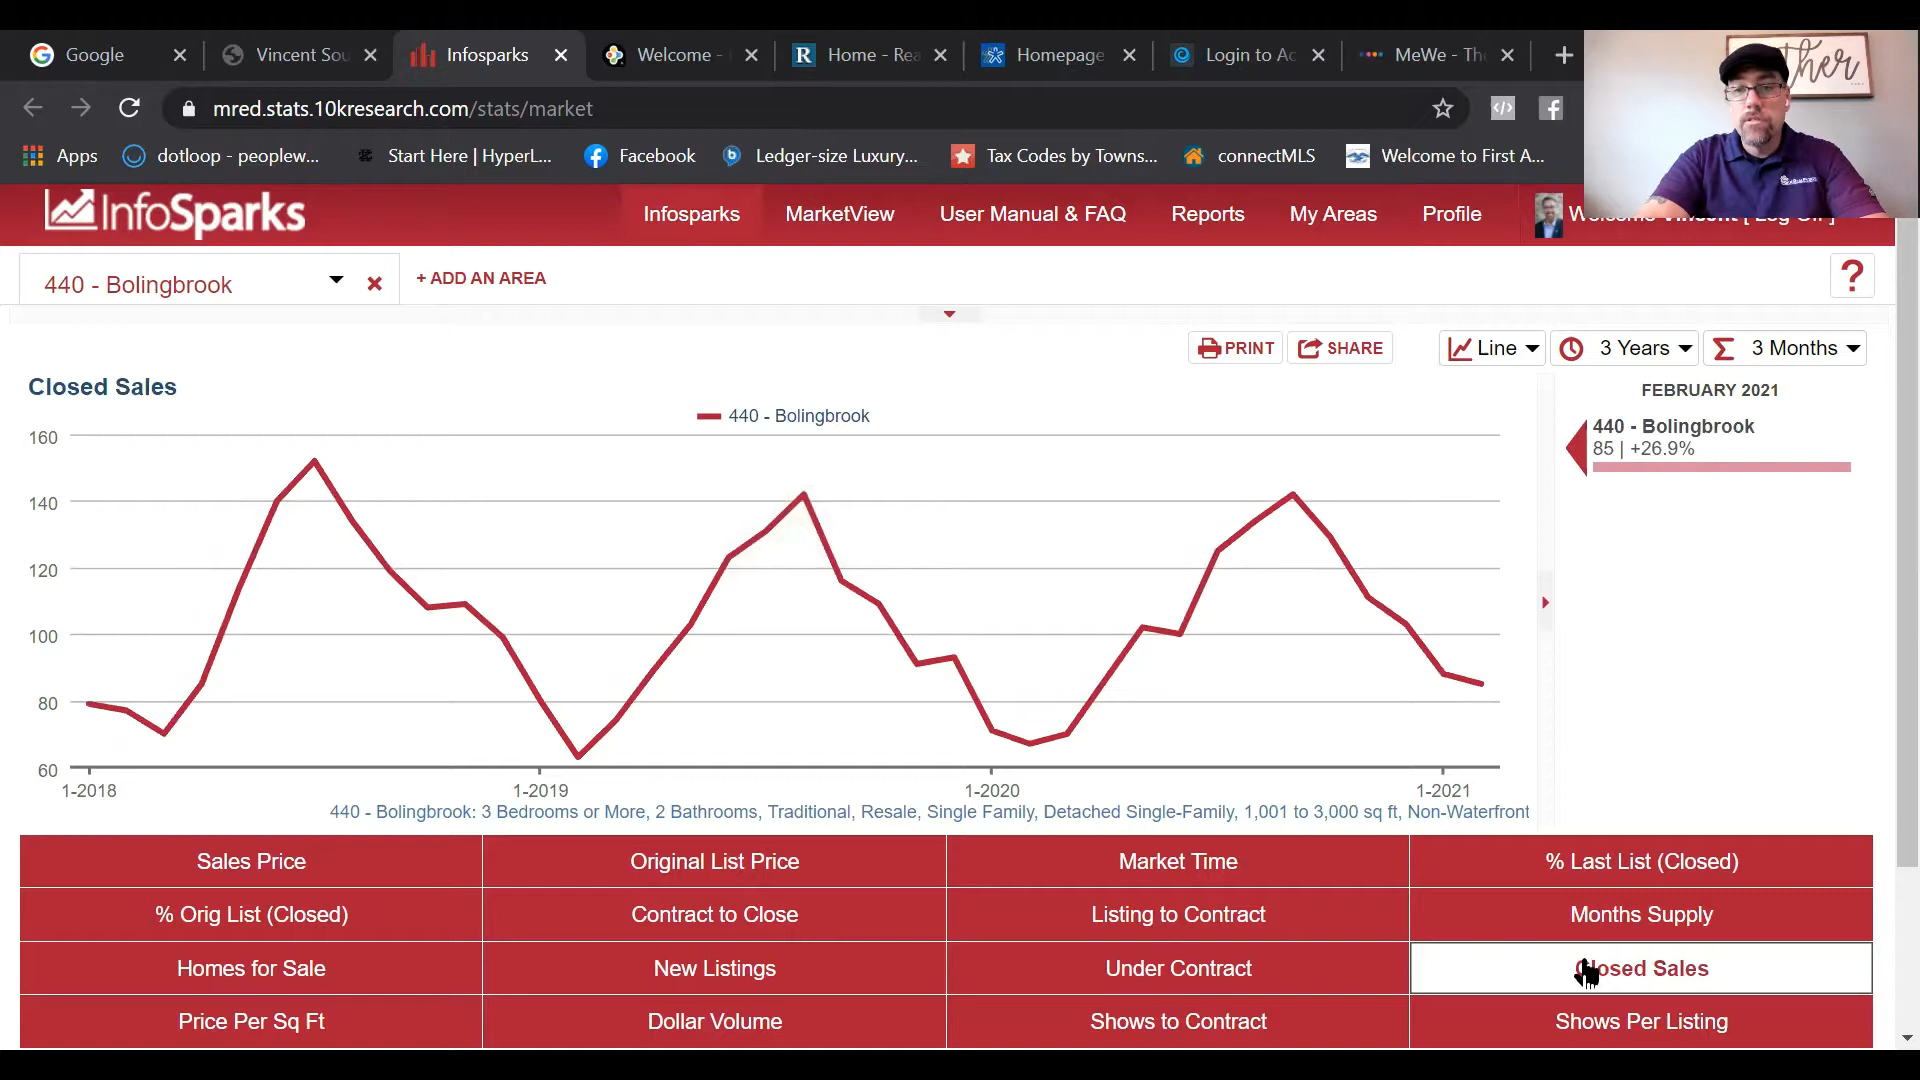 Google
Vincent Sou
Infosparks
Welcome -
Home - Rea
Homepage
Login to Ac
MeWe - Th
ther
mred.stats.10kresearch.com/stats/market
Apps
dotloop - peoplew...
Start Here | HyperL...
Facebook
Ledger-size Luxury...
Tax Codes by Towns...
connectMLS
Welcome to First A...
InfoSparks
Infosparks
MarketView
User Manual & FAQ
Reports
My Areas
Profile
440 - Bolingbrook
+ ADD AN AREA
?
PRINT
SHARE
Line
3 Years
3 Months
Closed Sales
440 - Bolingbrook
FEBRUARY 2021
440 - Bolingbrook
85 | +26.9%
160
140
120
100
80
60
1-2018
1-2019
1-2020
1-2021
440 - Bolingbrook: 3 Bedrooms or More, 2 Bathrooms, Traditional, Resale, Single Family, Detached Single-Family, 1,001 to 3,000 sq ft, Non-Waterfront
Sales Price
Original List Price
Market Time
% Last List (Closed)
% Orig List (Closed)
Contract to Close
Listing to Contract
Months Supply
Homes for Sale
New Listings
Under Contract
Closed Sales
Price Per Sq Ft
Dollar Volume
Shows to Contract
Shows Per Listing